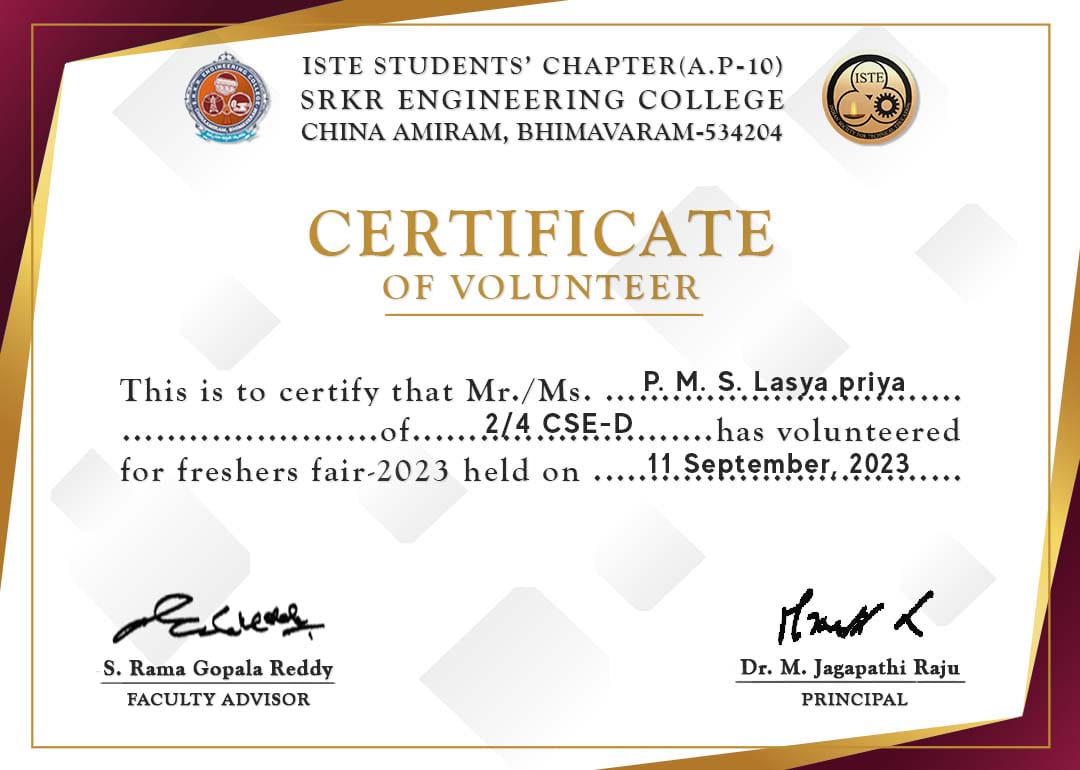 ISTE STUDENTS' CHAPTER(A.P-10)
SRKR ENGINEERING COLLEGE
CHINA AMIRAM, BHIMAVARAM-534204
ISTE
CERTIFICATE
OF VOLUNTEER
This is to certify that Mr./Ms. .... P. M. S. Lasya priya ......
.......................of....... 2/4 CSE-D .......has volunteered
for freshers fair-2023 held on ..... 11 September, 2023 .....
S. Rama Gopala Reddy
FACULTY ADVISOR
Dr. M. Jagapathi Raju
PRINCIPAL